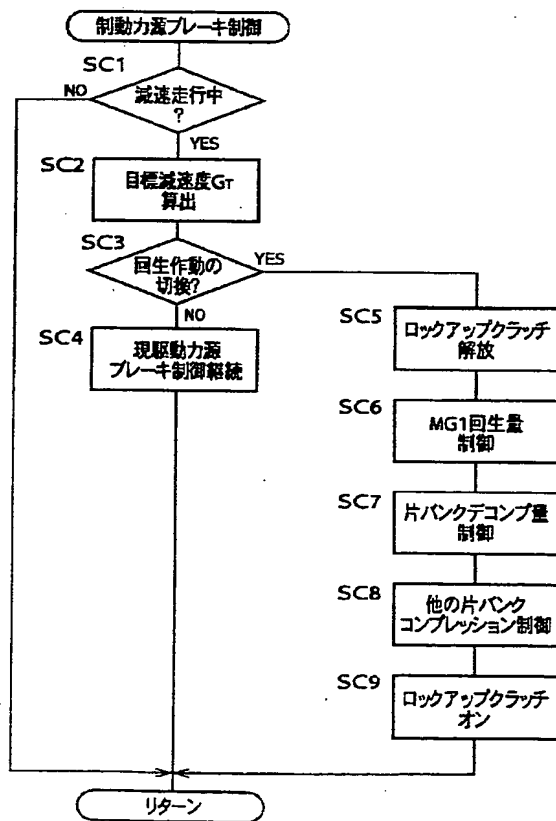 制動力源ブレーキ制御
SC1
減速走行中
?
NO
YES
SC2
目標減速度GT
算出
SC3
回生作動の
切換?
YES
NO
SC4
現駆動力源
ブレーキ制御継続
SC5
ロックアップクラッチ
解放
SC6
MG1回生量
制御
SC7
片バンクデコンプ量
制御
SC8
他の片バンク
コンプレッション制御
SC9
ロックアップクラッチ
オン
リターン